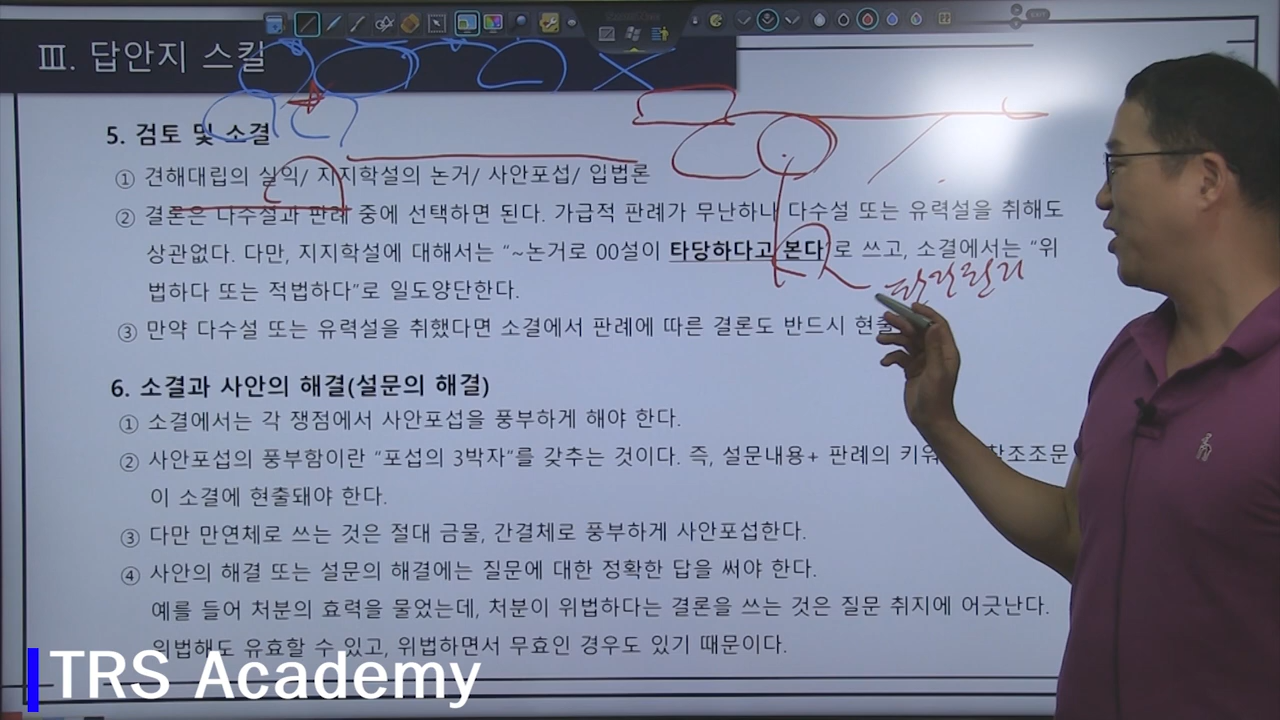 Ⅲ. 답안지 스킬
5. 검토 및 소결
① 견해대립의 실익/ 지지학설의 논거/ 사안포섭/ 입법론
② 결론은 다수설과 판례 중에 선택하면 된다. 가급적 판례가 무난하나 다수설 또는 유력설을 취해도
상관없다. 다만, 지지학설에 대해서는 “~논거로 00설이 타당하다고 본다”로 쓰고, 소결에서는 “위
법하다 또는 적법하다”로 일도양단한다.
③ 만약 다수설 또는 유력설을 취했다면 소결에서 판례에 따른 결론도 반드시 현출
6. 소결과 사안의 해결(설문의 해결)
① 소결에서는 각 쟁점에서 사안포섭을 풍부하게 해야 한다.
② 사안포섭의 풍부함이란 “포섭의 3박자”를 갖추는 것이다. 즉, 설문내용+ 판례의 키워 참조조문
이 소결에 현출돼야 한다.
③ 다만 만연체로 쓰는 것은 절대 금물, 간결체로 풍부하게 사안포섭한다.
④ 사안의 해결 또는 설문의 해결에는 질문에 대한 정확한 답을 써야 한다.
예를 들어 처분의 효력을 물었는데, 처분이 위법하다는 결론을 쓰는 것은 질문 취지에 어긋난다.
위법해도 유효할 수 있고, 위법하면서 무효인 경우도 있기 때문이다.
TRS Academy